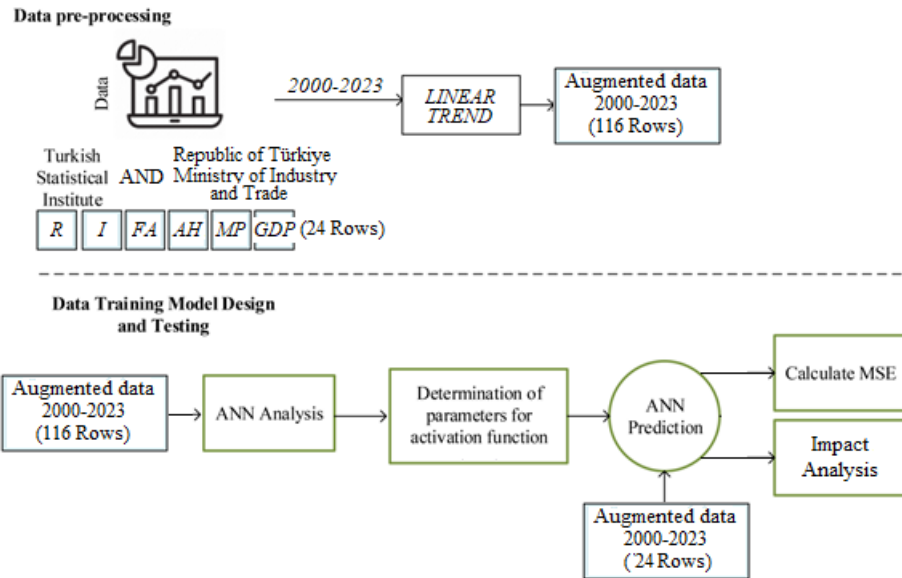 Data pre-processing
Data
2000-2023
LINEAR
TREND
Augmented data
2000-2023
(116 Rows)
Turkish
Statistical
Institute
AND
Republic of Türkiye
Ministry of Industry
and Trade
R I FA AH MP GDP (24 Rows)
Data Training Model Design
and Testing
Augmented data
2000-2023
(116 Rows)
ANN Analysis
Determination of
parameters for
activation function
ANN
Prediction
Calculate MSE
Impact
Analysis
Augmented data
2000-2023
(24 Rows)